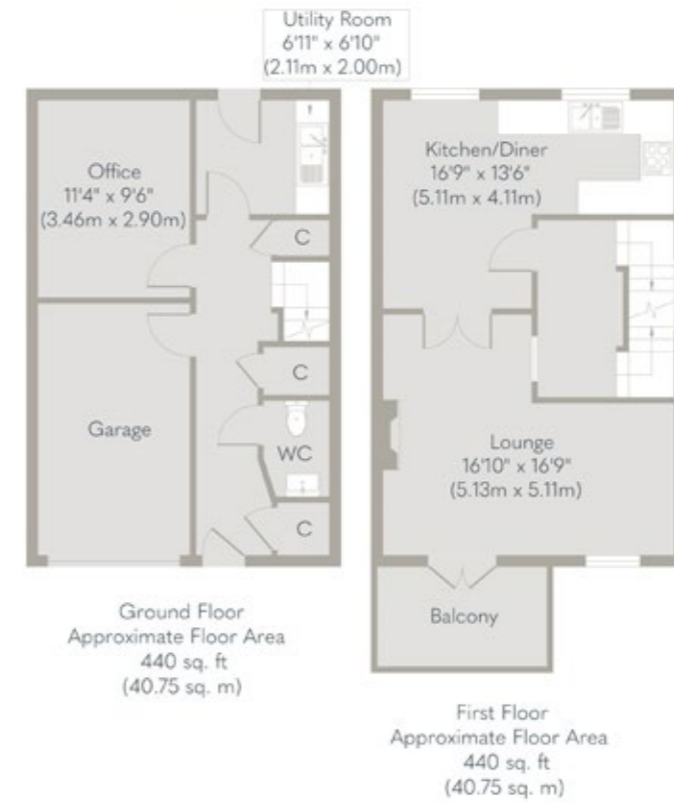 Utility Room
6'11" x 6'10"
(2.11m x 2.00m)
Office
11'4" x 9'6"
(3.46m x 2.90m)
C
C
Garage
WC
C
Ground Floor
Approximate Floor Area
440 sq. ft
(40.75 sq. m)
Kitchen/Diner
16'9" x 13'6"
(5.11m x 4.11m)
Lounge
16'10" x 16'9"
(5.13m x 5.11m)
Balcony
First Floor
Approximate Floor Area
440 sq. ft
(40.75 sq. m)